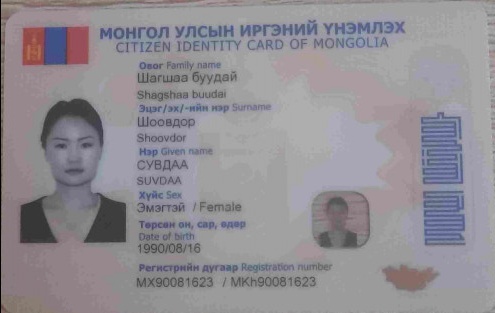 МОНГОЛ УЛСЫН ИРГЭНИЙ ҮНЭМЛЭХ
CITIZEN IDENTITY CARD OF MONGOLIA
Овог Family name
Шагшаа буудай
Shagshaa buudai
Эцэг/эх/-ийн нэр Surname
Шоовдор
Shoovdor
Нэр Given name
СУВДАА
SUVDAA
Хүйс Sex
Эмэгтэй / Female
Төрсөн он, сар, өдөр
Date of birth
1990/08/16
Регистрийн дугаар Registration number
МХ90081623 / MKh90081623